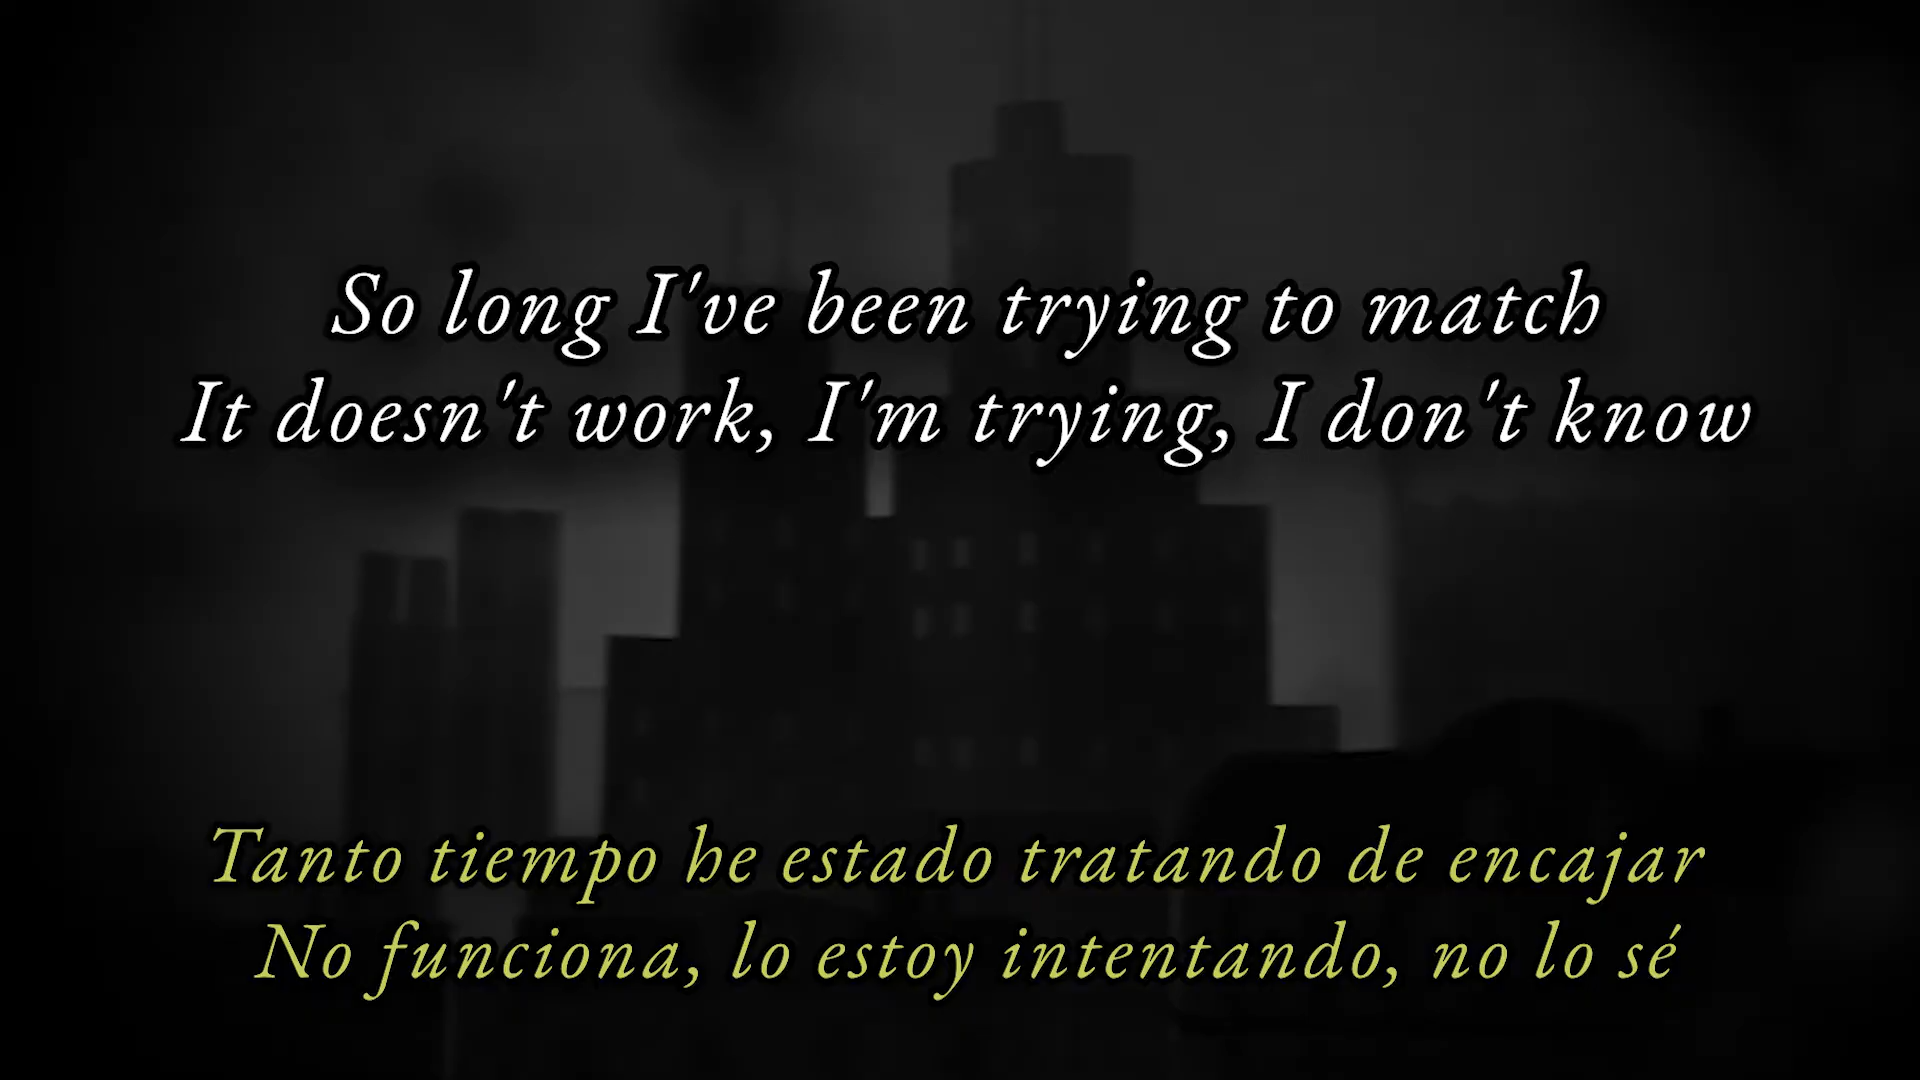 So long I've been trying to match
It doesn't work, I'm trying, I don't know
Tanto tiempo he estado tratando de encajar
No funciona, lo estoy intentando, no lo sé